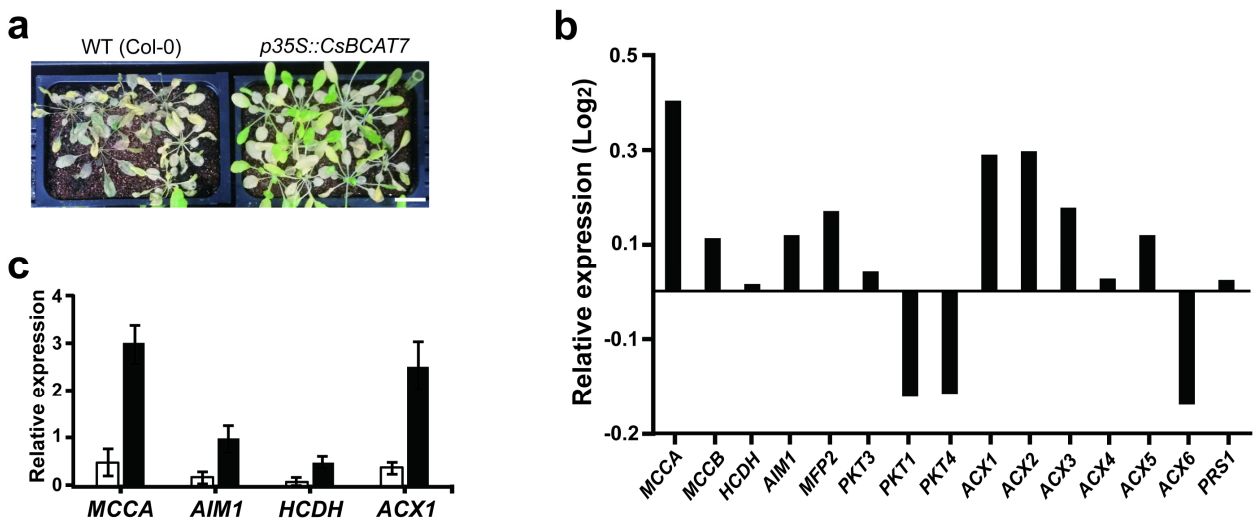 a
WT (Col-0)
p35S::CsBCAT7
b
Relative expression (Log2)
0.5
0.3
0.1
-0.1
-0.2
MCCA
MCCB
HCDH
AIM1
MFP2
PKT3
PKT1
PKT4
ACX1
ACX2
ACX3
ACX4
ACX5
ACX6
PRS1
c
Relative expression
4
3
2
1
0
MCCA
AIM1
HCDH
ACX1